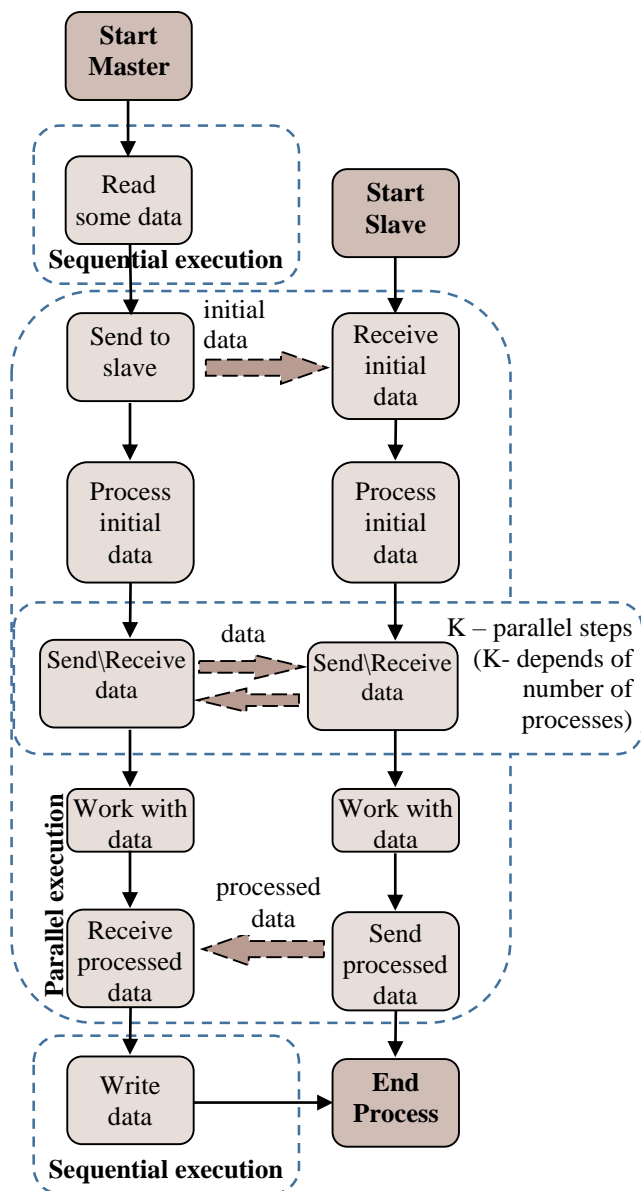 Start
Master
Read
some data
Sequential execution
Start
Slave
Send to
slave
initial
data
Receive
initial
data
Process
initial
data
Process
initial
data
Send\Receive
data
data
Send\Receive
data
K – parallel steps
(K- depends of
number of
processes)
Work with
data
Work with
data
Parallel execution
Receive
processed
data
processed
data
Send
processed
data
Write
data
End
Process
Sequential execution